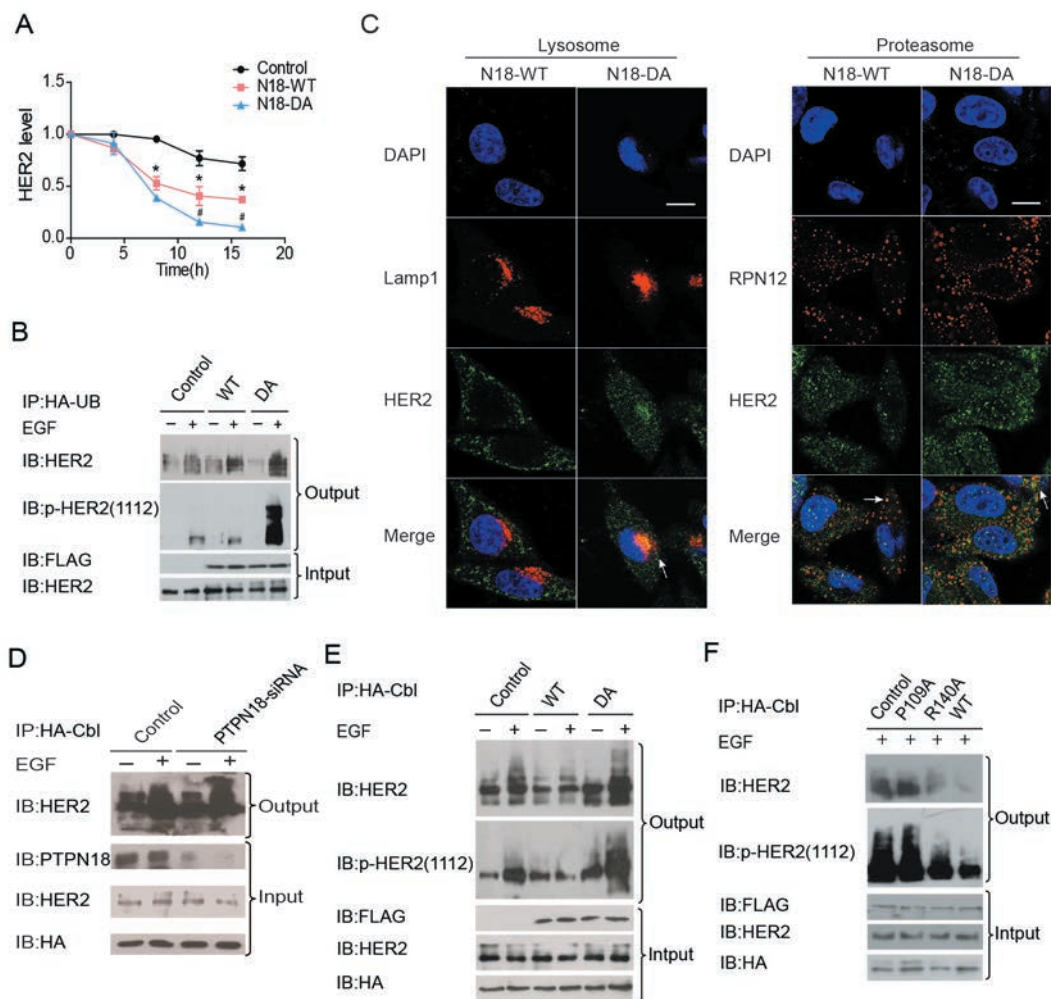 A
HER2 level
1.5
1.0
0.5
0.0
0 5 10 15 20
Time(h)
Control
N18-WT
N18-DA
* * *
# #
B
Control WT DA
IP:HA-UB
EGF − + − + − +
IB:HER2
IB:p-HER2(1112)
Output
IB:FLAG
IB:HER2
Intput
C
Lysosome
N18-WT N18-DA
DAPI
Lamp1
HER2
Merge
Proteasome
N18-WT N18-DA
DAPI
RPN12
HER2
Merge
D
Control PTPN18-siRNA
IP:HA-Cbl
EGF − + − +
IB:HER2
Output
IB:PTPN18
IB:HER2
IB:HA
Input
E
Control WT DA
IP:HA-Cbl
EGF − + − + − +
IB:HER2
IB:p-HER2(1112)
Output
IB:FLAG
IB:HER2
IB:HA
Intput
F
Control P109A R140A WT
IP:HA-Cbl
EGF + + + +
IB:HER2
IB:p-HER2(1112)
Output
IB:FLAG
IB:HER2
IB:HA
Intput